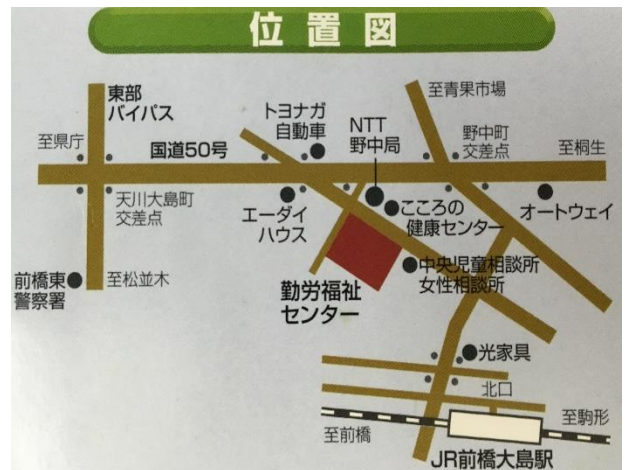 位置図
東部
バイパス
至青果市場
トヨナガ
自動車
NTT
野中局
野中町
交差点
至県庁
国道50号
至桐生
天川大島町
交差点
エーダイ
ハウス
こころの
健康センター
オートウェイ
前橋東
警察署
至松並木
中央児童相談所
女性相談所
勤労福祉
センター
光家具
北口
至前橋
至駒形
JR前橋大島駅